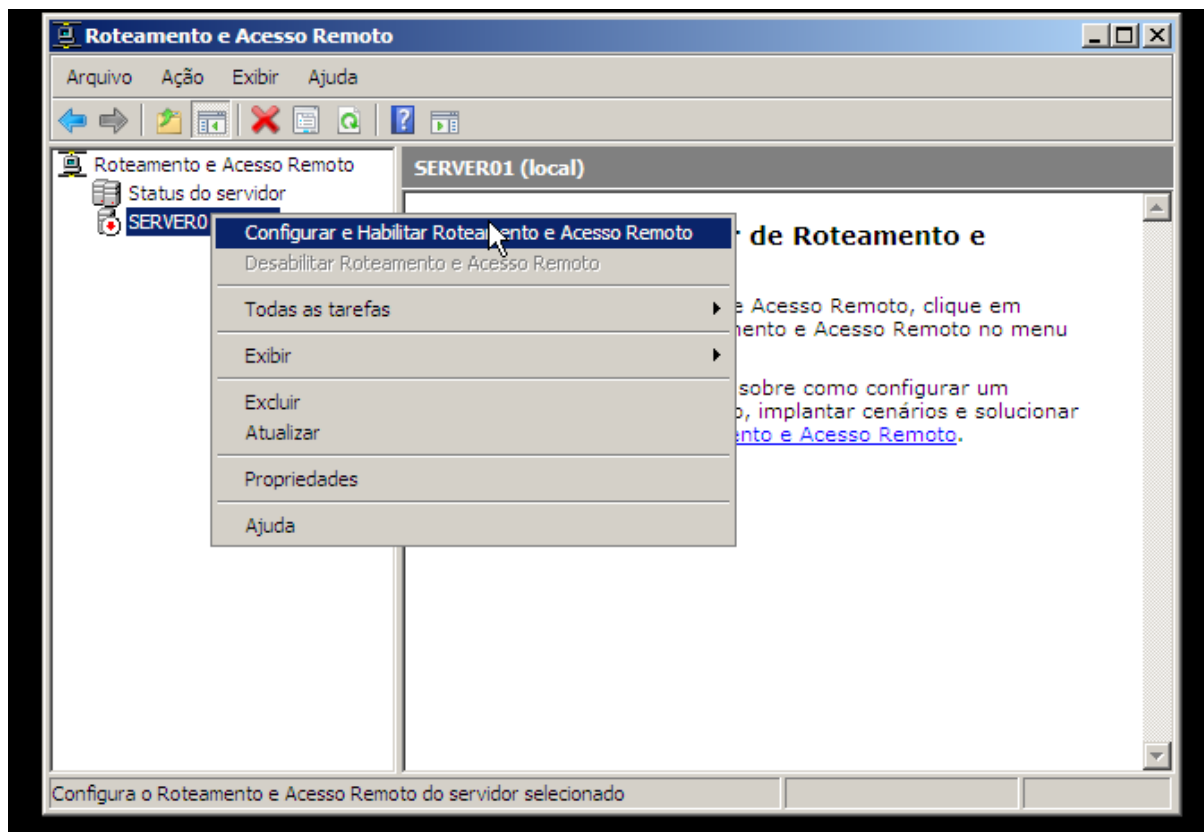 Roteamento e Acesso Remoto
Arquivo Ação Exibir Ajuda
Roteamento e Acesso Remoto
Status do servidor
SERVER0
SERVER01 (local)
Configurar e Habilitar Roteamento e Acesso Remoto
Desabilitar Roteamento e Acesso Remoto
Todas as tarefas
Exibir
Excluir
Atualizar
Propriedades
Ajuda
de Roteamento e
e Acesso Remoto, clique em
mento e Acesso Remoto no menu
sobre como configurar um
o, implantar cenários e solucionar
ento e Acesso Remoto.
Configura o Roteamento e Acesso Remoto do servidor selecionado